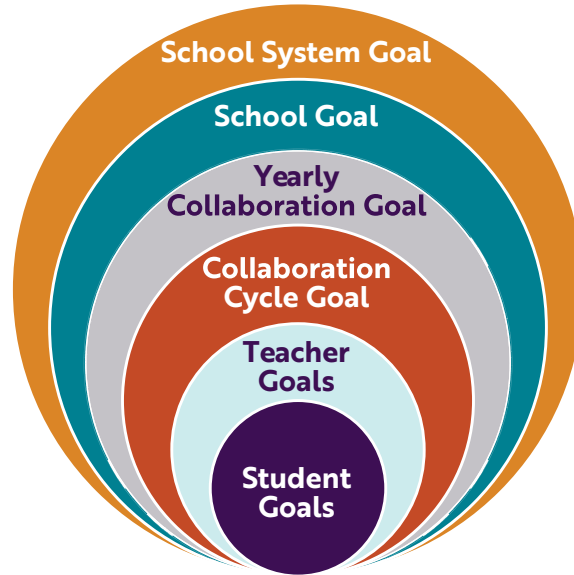 School System Goal
School Goal
Yearly
Collaboration Goal
Collaboration
Cycle Goal
Teacher
Goals
Student
Goals